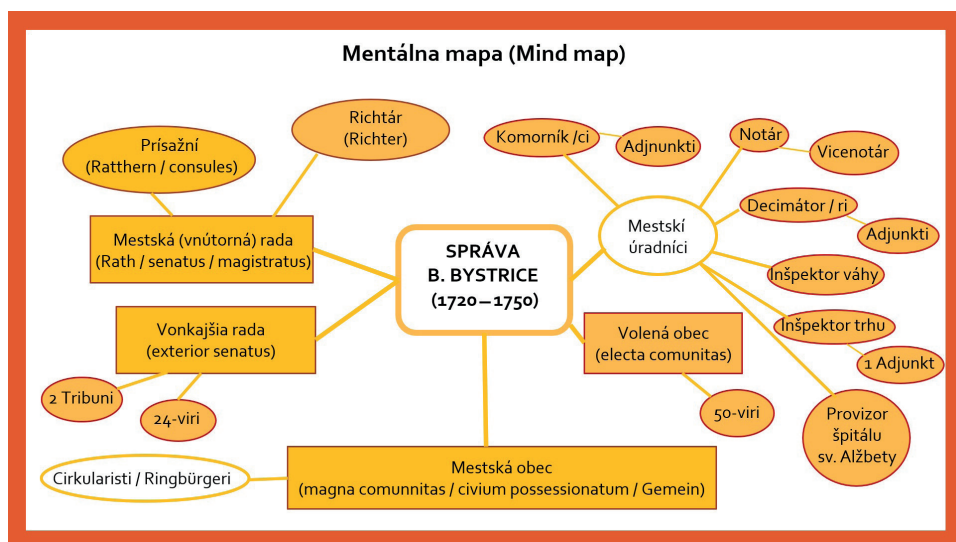 Mentálna mapa (Mind map)
Prísažní
(Ratthern / consules)
Richtár
(Richter)
Mestská (vnútorná) rada
(Rath / senatus / magistratus)
Vonkajšia rada
(exterior senatus)
2 Tribuni
24-viri
SPRÁVA
B. BYSTRICE
(1720–1750)
Komorník /ci
Adjnunkti
Notár
Vicenotár
Mestskí
úradníci
Decimátor / ri
Adjunkti
Inšpektor váhy
Inšpektor trhu
1 Adjunkt
Provizor
špitálu
sv. Alžbety
Volená obec
(electa comunitas)
50-viri
Cirkularisti / Ringbürgeri
Mestská obec
(magna comunnitas / civium possessionatum / Gemein)